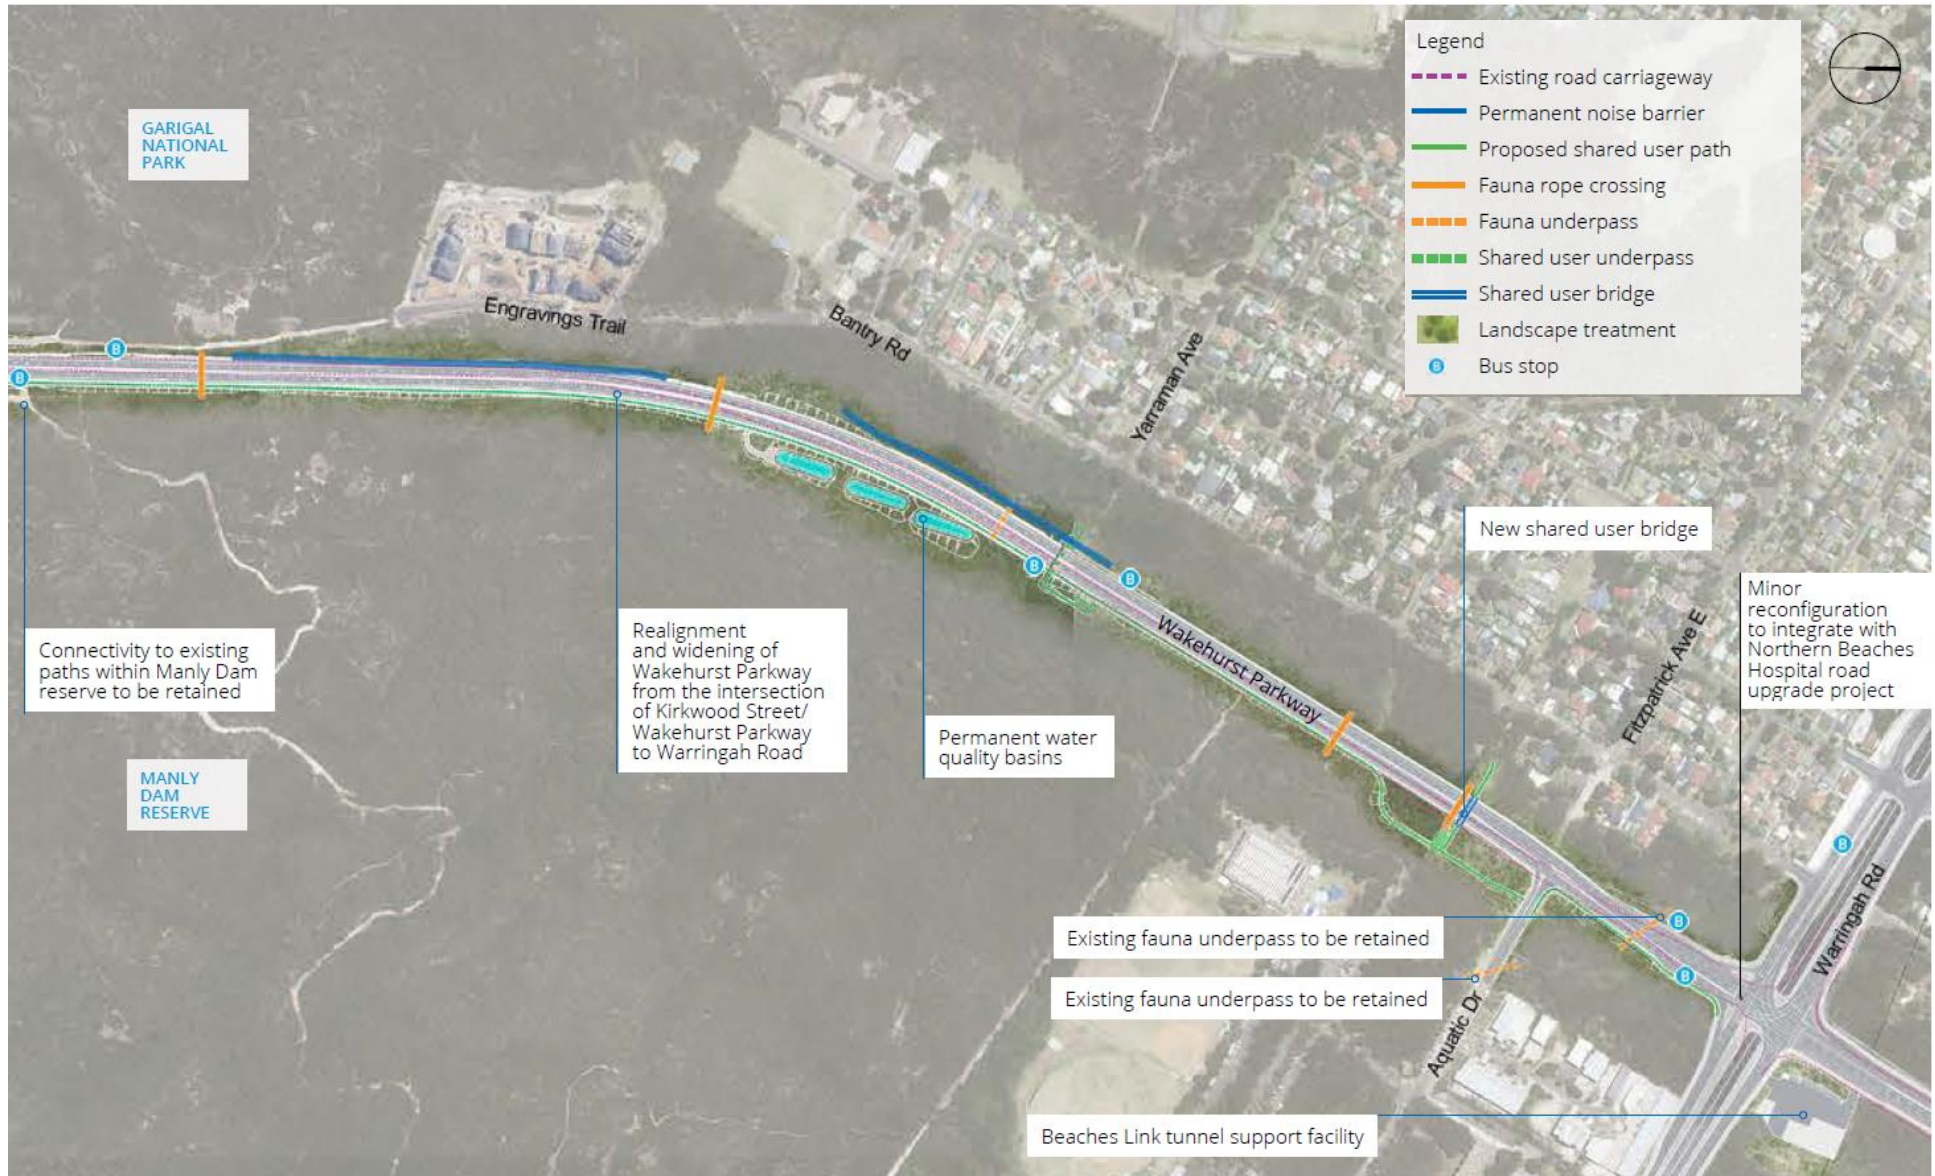 Legend
Existing road carriageway
Permanent noise barrier
Proposed shared user path
Fauna rope crossing
Fauna underpass
Shared user underpass
Shared user bridge
Landscape treatment
B
Bus stop
GARIGAL
NATIONAL
PARK
Engravings Trail
Bantry Rd
Yarraman Ave
B
B
B
B
New shared user bridge
Minor
reconfiguration
to integrate with
Northern Beaches
Hospital road
upgrade project
Realignment
and widening of
Wakehurst Parkway
from the intersection
of Kirkwood Street/
Wakehurst Parkway
to Warringah Road
Connectivity to existing
paths within Manly Dam
reserve to be retained
Wakehurst Parkway
Fitzpatrick Ave E
Permanent water
quality basins
MANLY
DAM
RESERVE
B
Warringah Rd
Existing fauna underpass to be retained
B
B
Existing fauna underpass to be retained
Aquatic Dr
Beaches Link tunnel support facility